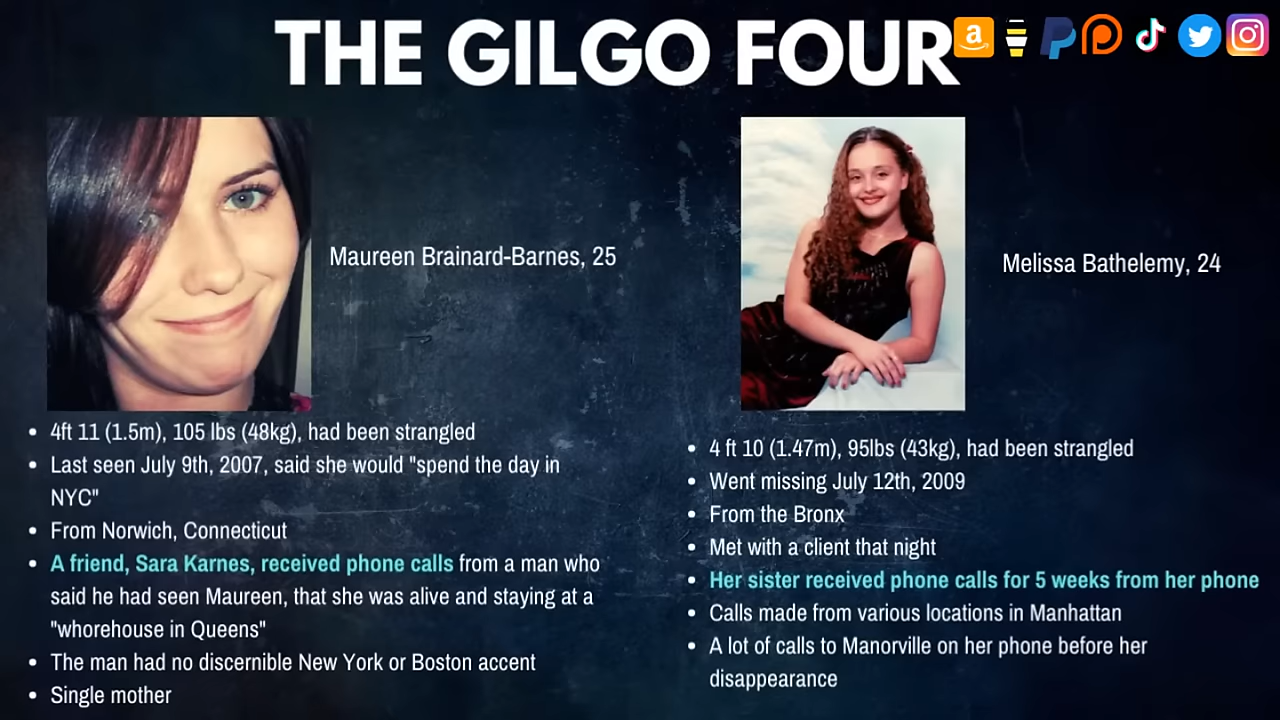 THE GILGO FOUR
Maureen Brainard-Barnes, 25
• 4ft 11 (1.5m), 105 lbs (48kg), had been strangled
• Last seen July 9th, 2007, said she would "spend the day in
NYC"
• From Norwich, Connecticut
• A friend, Sara Karnes, received phone calls from a man who
said he had seen Maureen, that she was alive and staying at a
"whorehouse in Queens"
• The man had no discernible New York or Boston accent
• Single mother
Melissa Bathelemy, 24
• 4 ft 10 (1.47m), 95lbs (43kg), had been strangled
• Went missing July 12th, 2009
• From the Bronx
• Met with a client that night
• Her sister received phone calls for 5 weeks from her phone
• Calls made from various locations in Manhattan
• A lot of calls to Manorville on her phone before her
disappearance